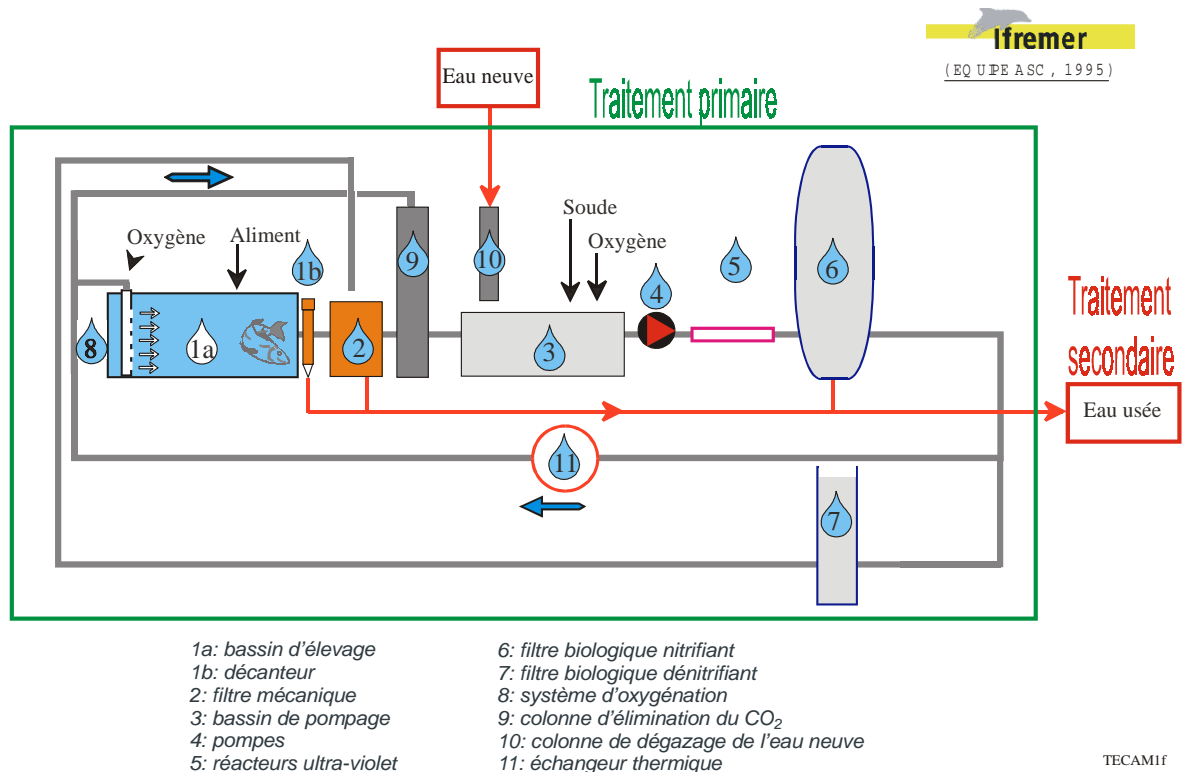 Ifremer
(EQUIPE ASC, 1995)
Eau neuve
Traitement primaire
Soude
Oxygène
Aliment
Oxygène
1b
9
10
5
6
4
8
1a
2
3
Traitement
secondaire
Eau usée
11
7
1a: bassin d'élevage
1b: décanteur
2: filtre mécanique
3: bassin de pompage
4: pompes
5: réacteurs ultra-violet
6: filtre biologique nitrifiant
7: filtre biologique dénitrifiant
8: système d'oxygénation
9: colonne d'élimination du CO2
10: colonne de dégazage de l'eau neuve
11: échangeur thermique
TECAM1f